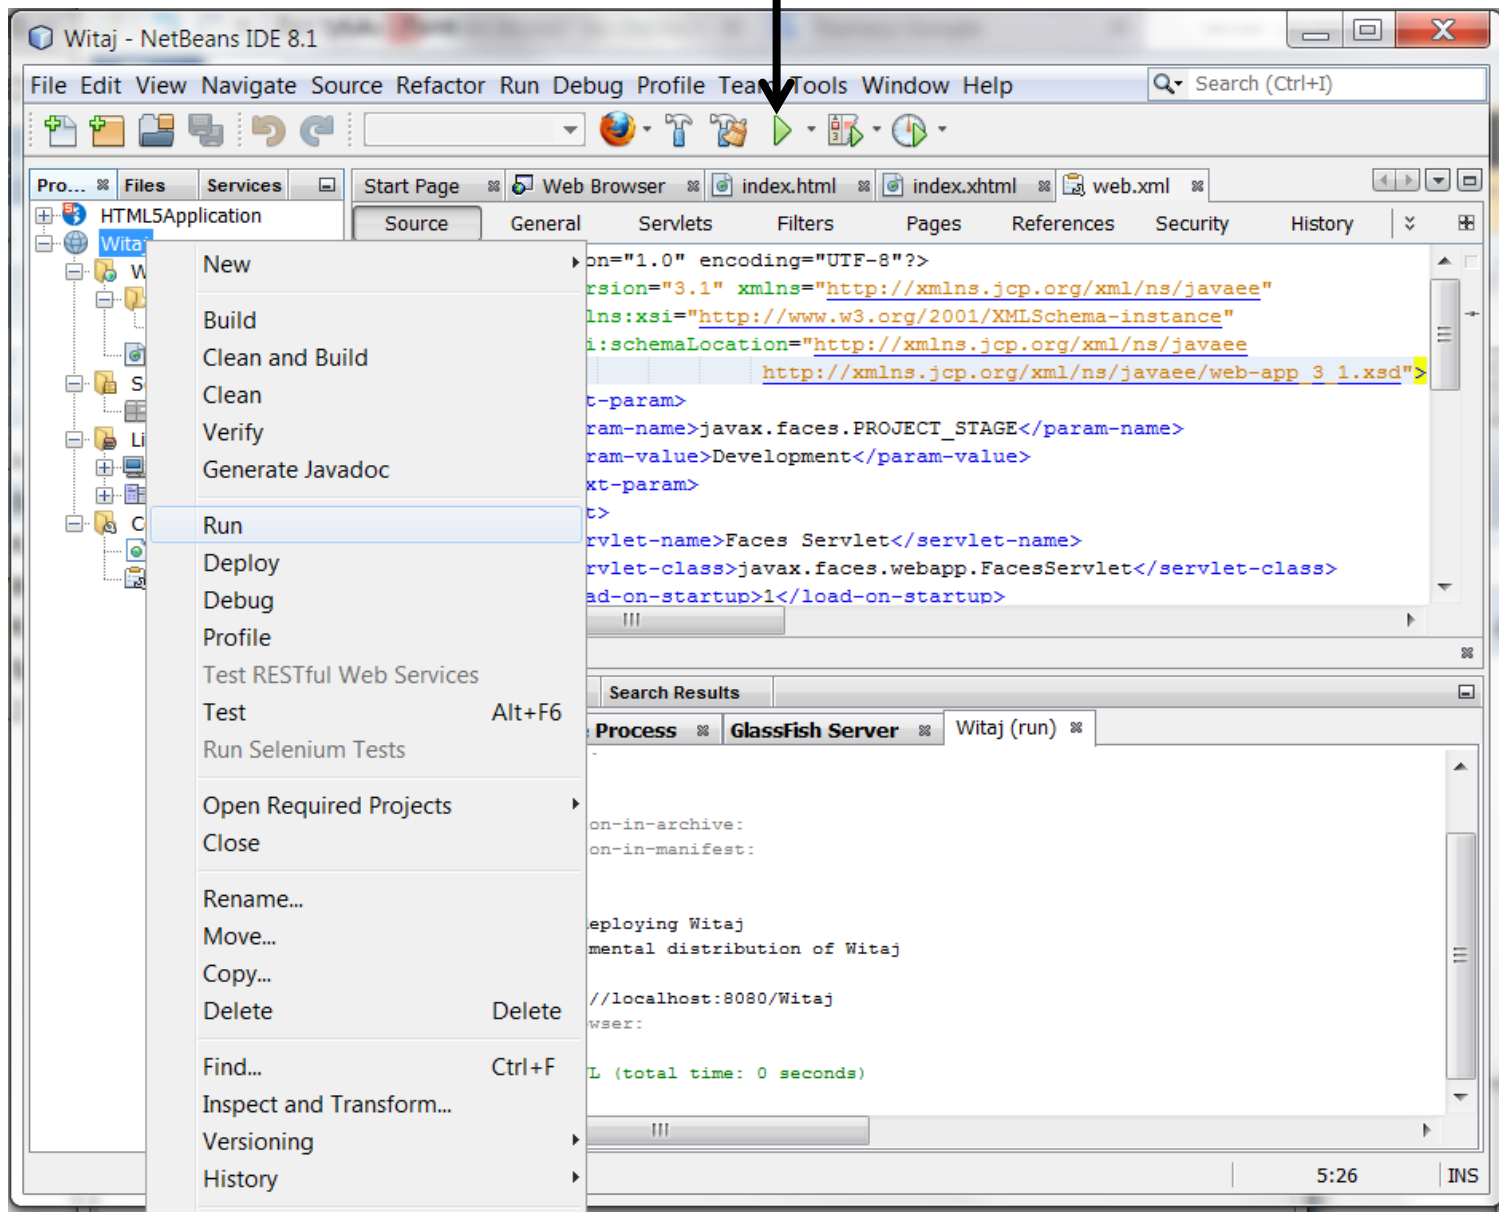 Witaj - NetBeans IDE 8.1
File Edit View Navigate Source Refactor Run Debug Profile Team Tools Window Help
Search (Ctrl+I)
Pro... Files Services
Start Page Web Browser index.html index.xhtml web.xml
HTML5Application
Source General Servlets Filters Pages References Security History
Witaj
W
S
Li
C
New
Build
Clean and Build
Clean
Verify
Generate Javadoc
Run
Deploy
Debug
Profile
Test RESTful Web Services
Test Alt+F6
Run Selenium Tests
Open Required Projects
Close
Rename...
Move...
Copy...
Delete Delete
Find... Ctrl+F
Inspect and Transform...
Versioning
History
on="1.0" encoding="UTF-8"?>
rsion="3.1" xmlns="http://xmlns.jcp.org/xml/ns/javaee"
lns:xsi="http://www.w3.org/2001/XMLSchema-instance"
i:schemaLocation="http://xmlns.jcp.org/xml/ns/javaee
http://xmlns.jcp.org/xml/ns/javaee/web-app_3_1.xsd">
t-param>
ram-name>javax.faces.PROJECT_STAGE</param-name>
ram-value>Development</param-value>
xt-param>
t>
rvlet-name>Faces Servlet</servlet-name>
rvlet-class>javax.faces.webapp.FacesServlet</servlet-class>
ad-on-startup>1</load-on-startup>
Search Results
Process GlassFish Server Witaj (run)
on-in-archive:
on-in-manifest:
eploying Witaj
mental distribution of Witaj
//localhost:8080/Witaj
wser:
L (total time: 0 seconds)
5:26 INS